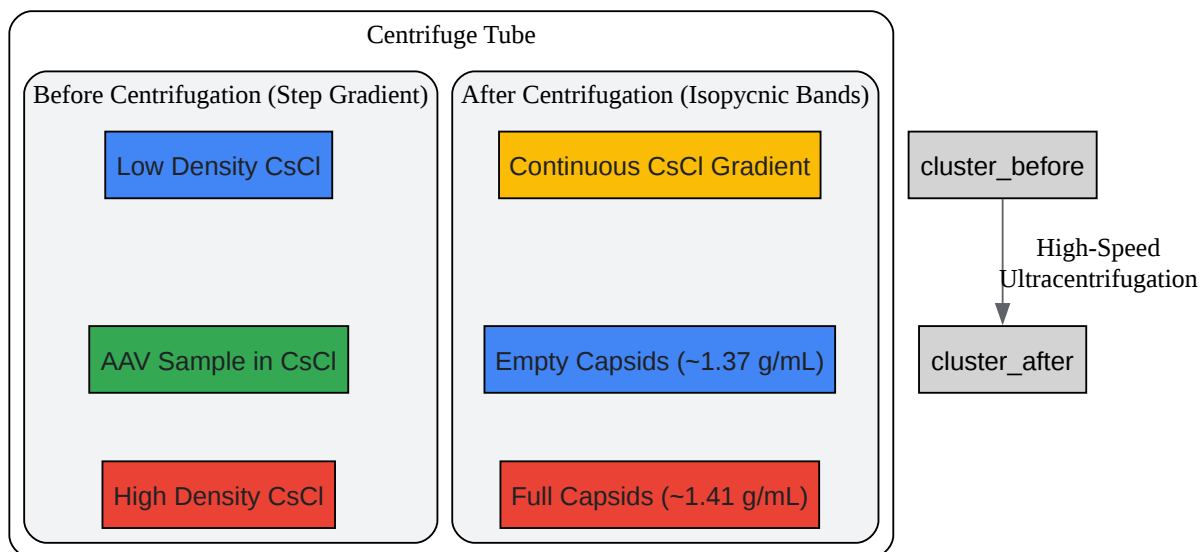 Centrifuge Tube
Before Centrifugation (Step Gradient)
Low Density CsCl
AAV Sample in CsCl
High Density CsCl
After Centrifugation (Isopycnic Bands)
Continuous CsCl Gradient
Empty Capsids (~1.37 g/mL)
Full Capsids (~1.41 g/mL)
cluster_before
High-Speed
Ultracentrifugation
cluster_after